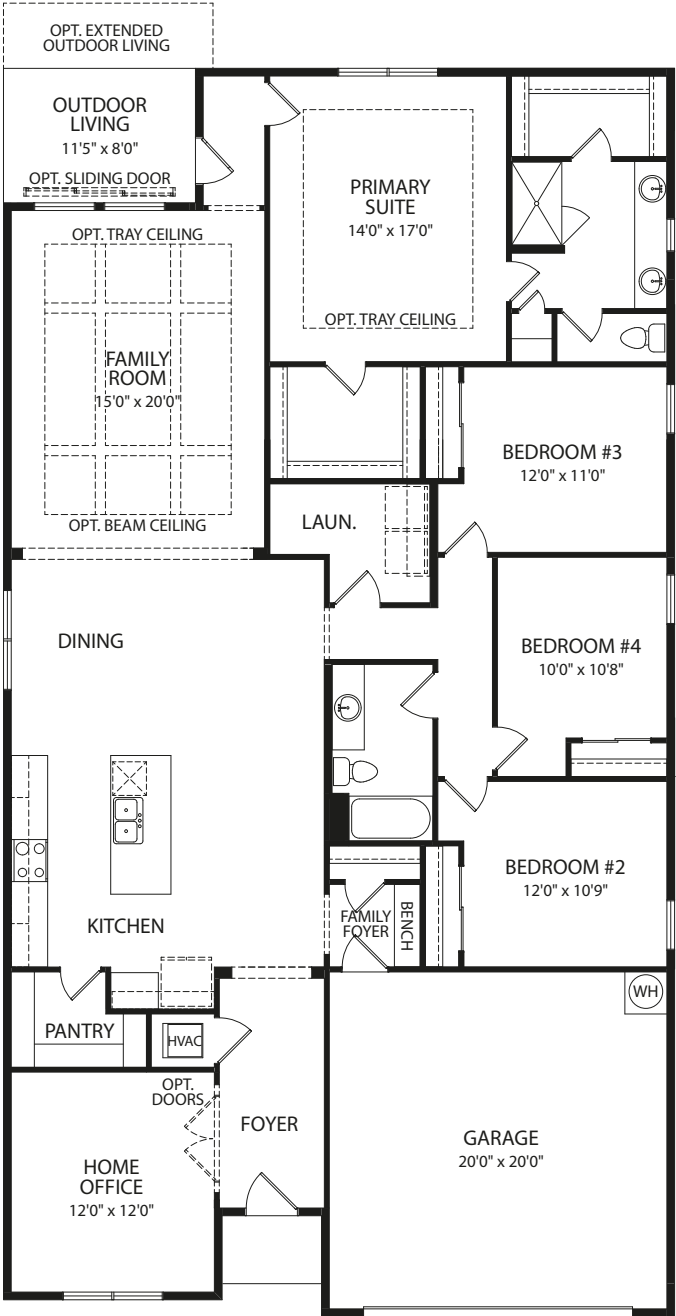 OPT. EXTENDED
OUTDOOR LIVING
OUTDOOR
LIVING
11'5" x 8'0"
OPT. SLIDING DOOR
PRIMARY
SUITE
14'0" x 17'0"
OPT. TRAY CEILING
OPT. TRAY CEILING
FAMILY
ROOM
15'0" x 20'0"
OPT. BEAM CEILING
BEDROOM #3
12'0" x 11'0"
LAUN.
DINING
BEDROOM #4
10'0" x 10'8"
BEDROOM #2
12'0" x 10'9"
KITCHEN
FAMILY
FOYER
BENCH
WH
PANTRY
HVAC
OPT.
DOORS
FOYER
GARAGE
20'0" x 20'0"
HOME
OFFICE
12'0" x 12'0"